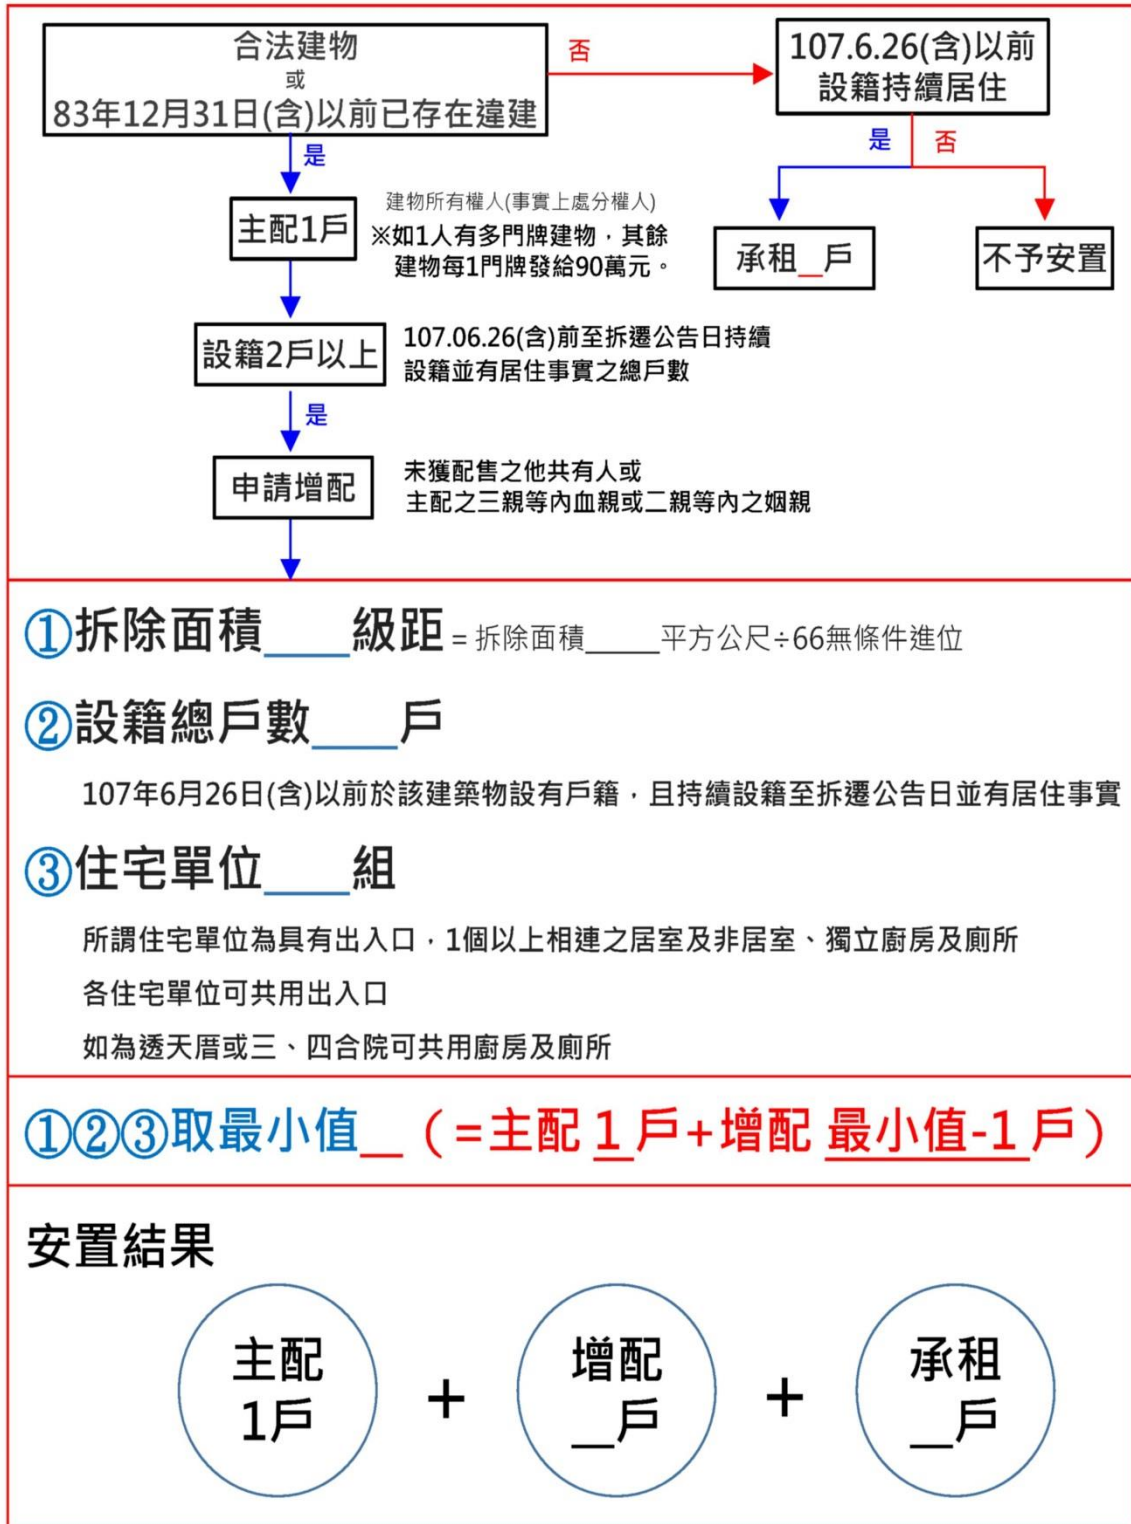 合法建物
或
83年12月31日(含)以前已存在違建
否
107.6.26(含)以前
設籍持續居住
是
是
否
主配1戶
建物所有權人(事實上處分權人)
※如1人有多門牌建物，其餘
建物每1門牌發給90萬元。
承租__戶
不予安置
設籍2戶以上
107.06.26(含)前至拆遷公告日持續
設籍並有居住事實之總戶數
是
申請增配
未獲配售之他共有人或
主配之三親等內血親或二親等內之姻親
①拆除面積____級距 = 拆除面積_____平方公尺÷66無條件進位
②設籍總戶數____戶
107年6月26日(含)以前於該建築物設有戶籍，且持續設籍至拆遷公告日並有居住事實
③住宅單位____組
所謂住宅單位為具有出入口，1個以上相連之居室及非居室、獨立廚房及廁所
各住宅單位可共用出入口
如為透天厝或三、四合院可共用廚房及廁所
①②③取最小值__（=主配 1 戶+增配 最小值-1 戶）
安置結果
主配
1戶
+
增配
__戶
+
承租
__戶